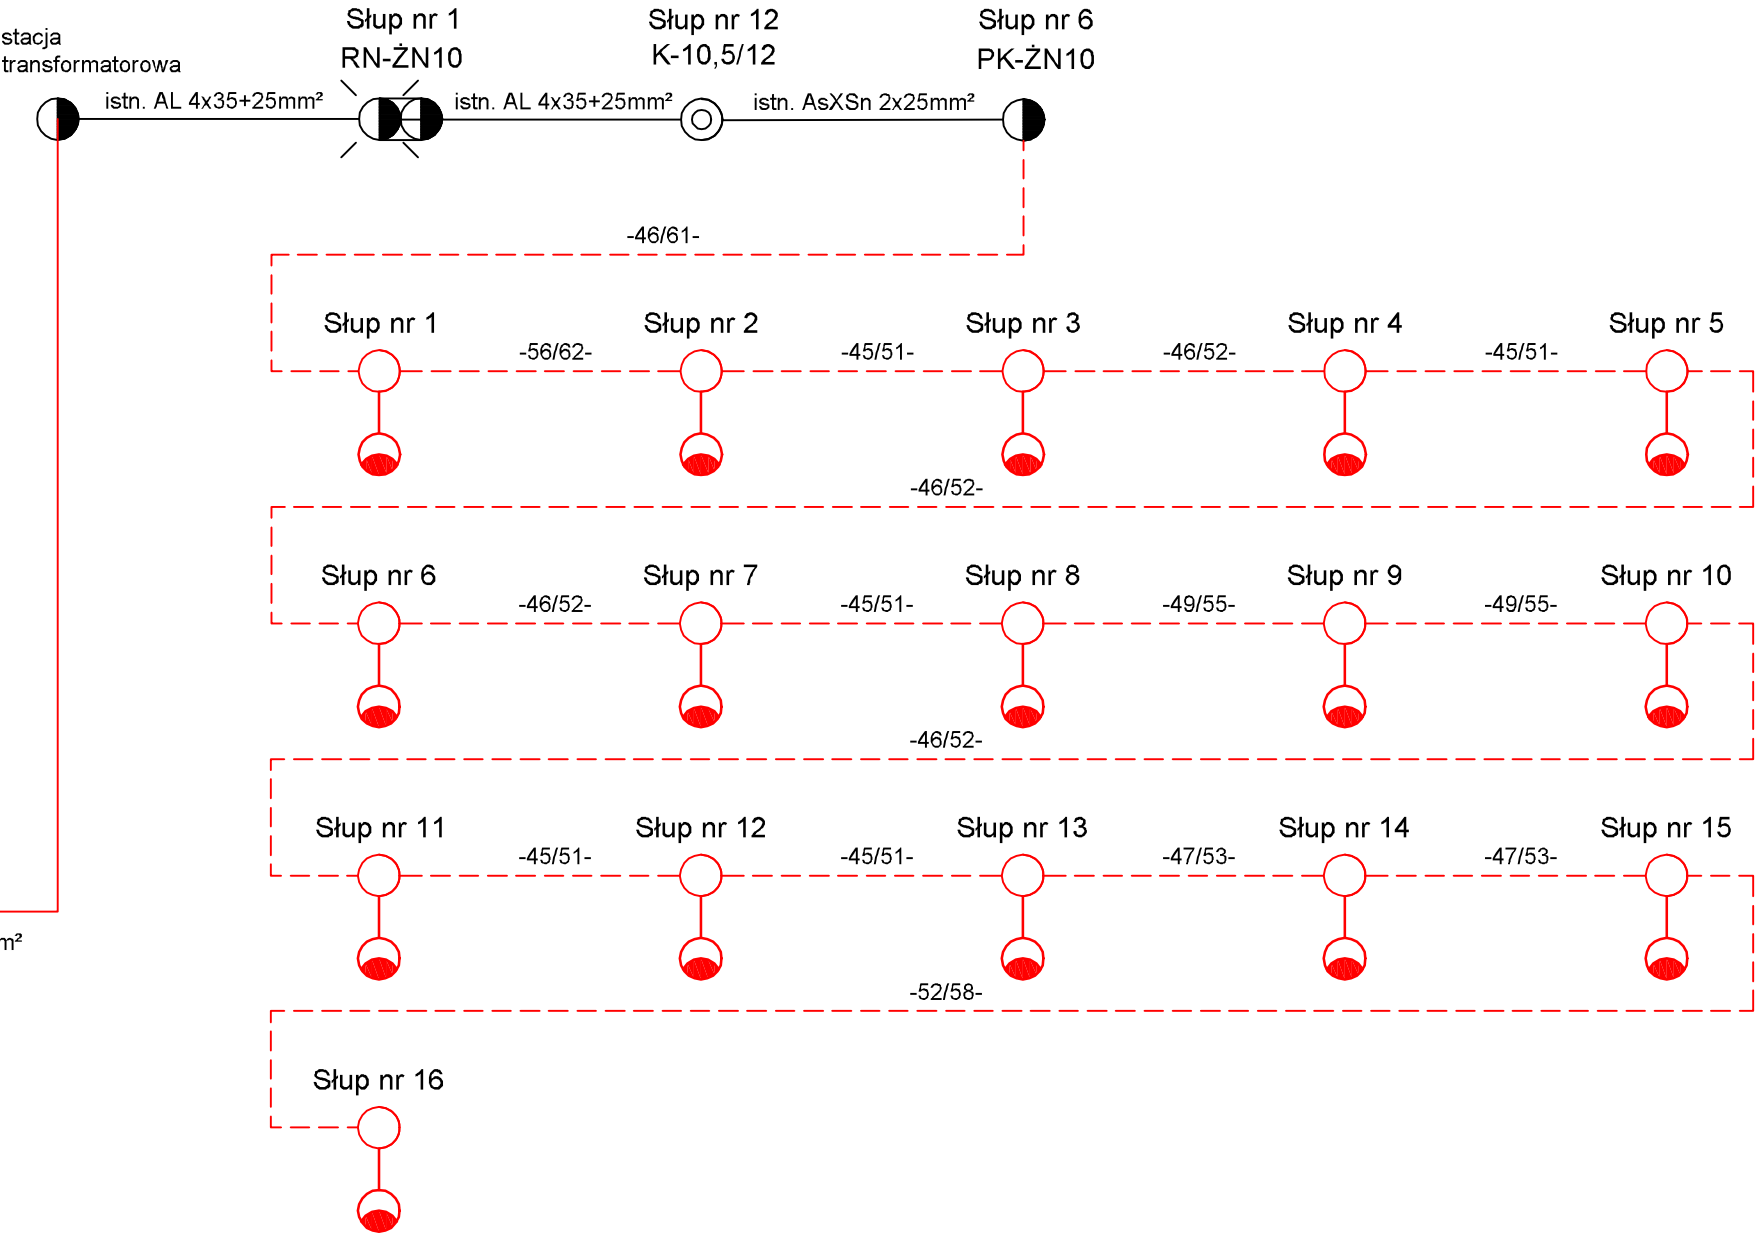 stacja
transformatorowa
Słup nr 1
RN-ŻN10
Słup nr 12
K-10,5/12
Słup nr 6
PK-ŻN10
istn. AL 4x35+25mm²
istn. AL 4x35+25mm²
istn. AsXSn 2x25mm²
-46/61-
Słup nr 1
Słup nr 2
Słup nr 3
Słup nr 4
Słup nr 5
-56/62-
-45/51-
-46/52-
-45/51-
-46/52-
Słup nr 6
Słup nr 7
Słup nr 8
Słup nr 9
Słup nr 10
-46/52-
-45/51-
-49/55-
-49/55-
-46/52-
Słup nr 11
Słup nr 12
Słup nr 13
Słup nr 14
Słup nr 15
-45/51-
-45/51-
-47/53-
-47/53-
m²
-52/58-
Słup nr 16